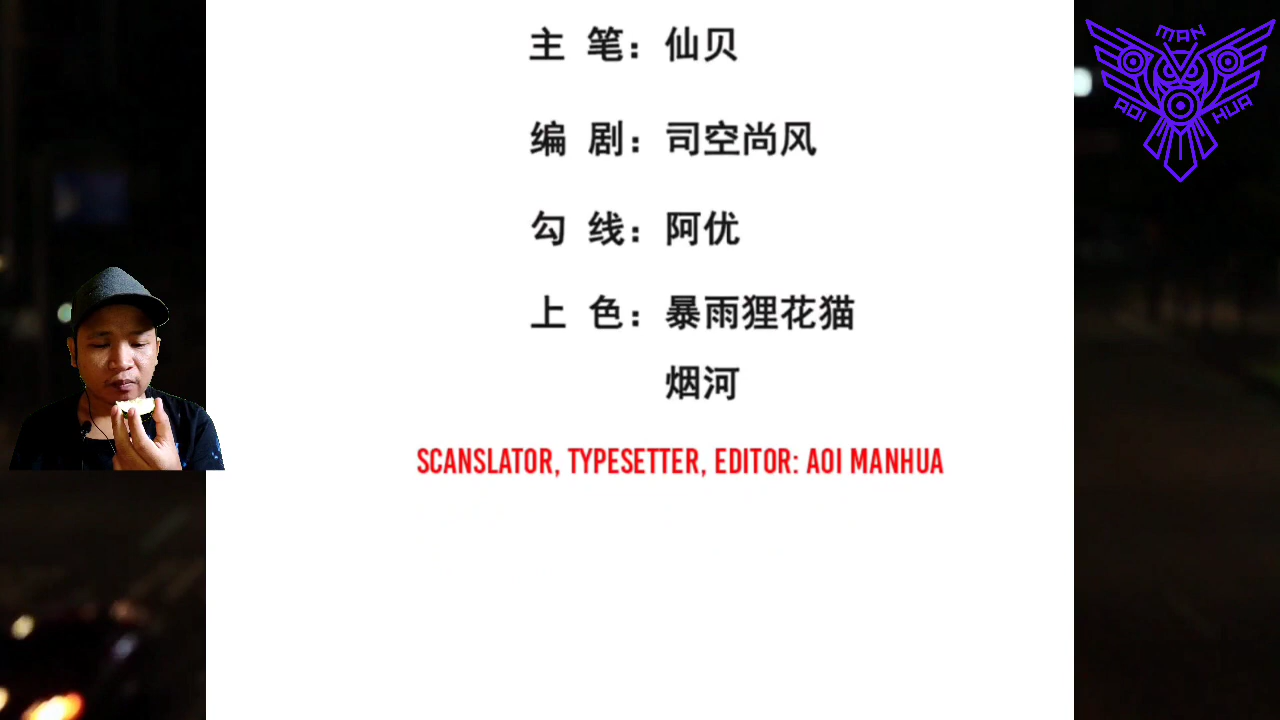 主 笔：仙贝
编 剧：司空尚风
勾 线：阿优
上 色：暴雨狸花猫
烟河
SCANSLATOR, TYPESETTER, EDITOR: AOI MANHUA
MAN
AOI HUA